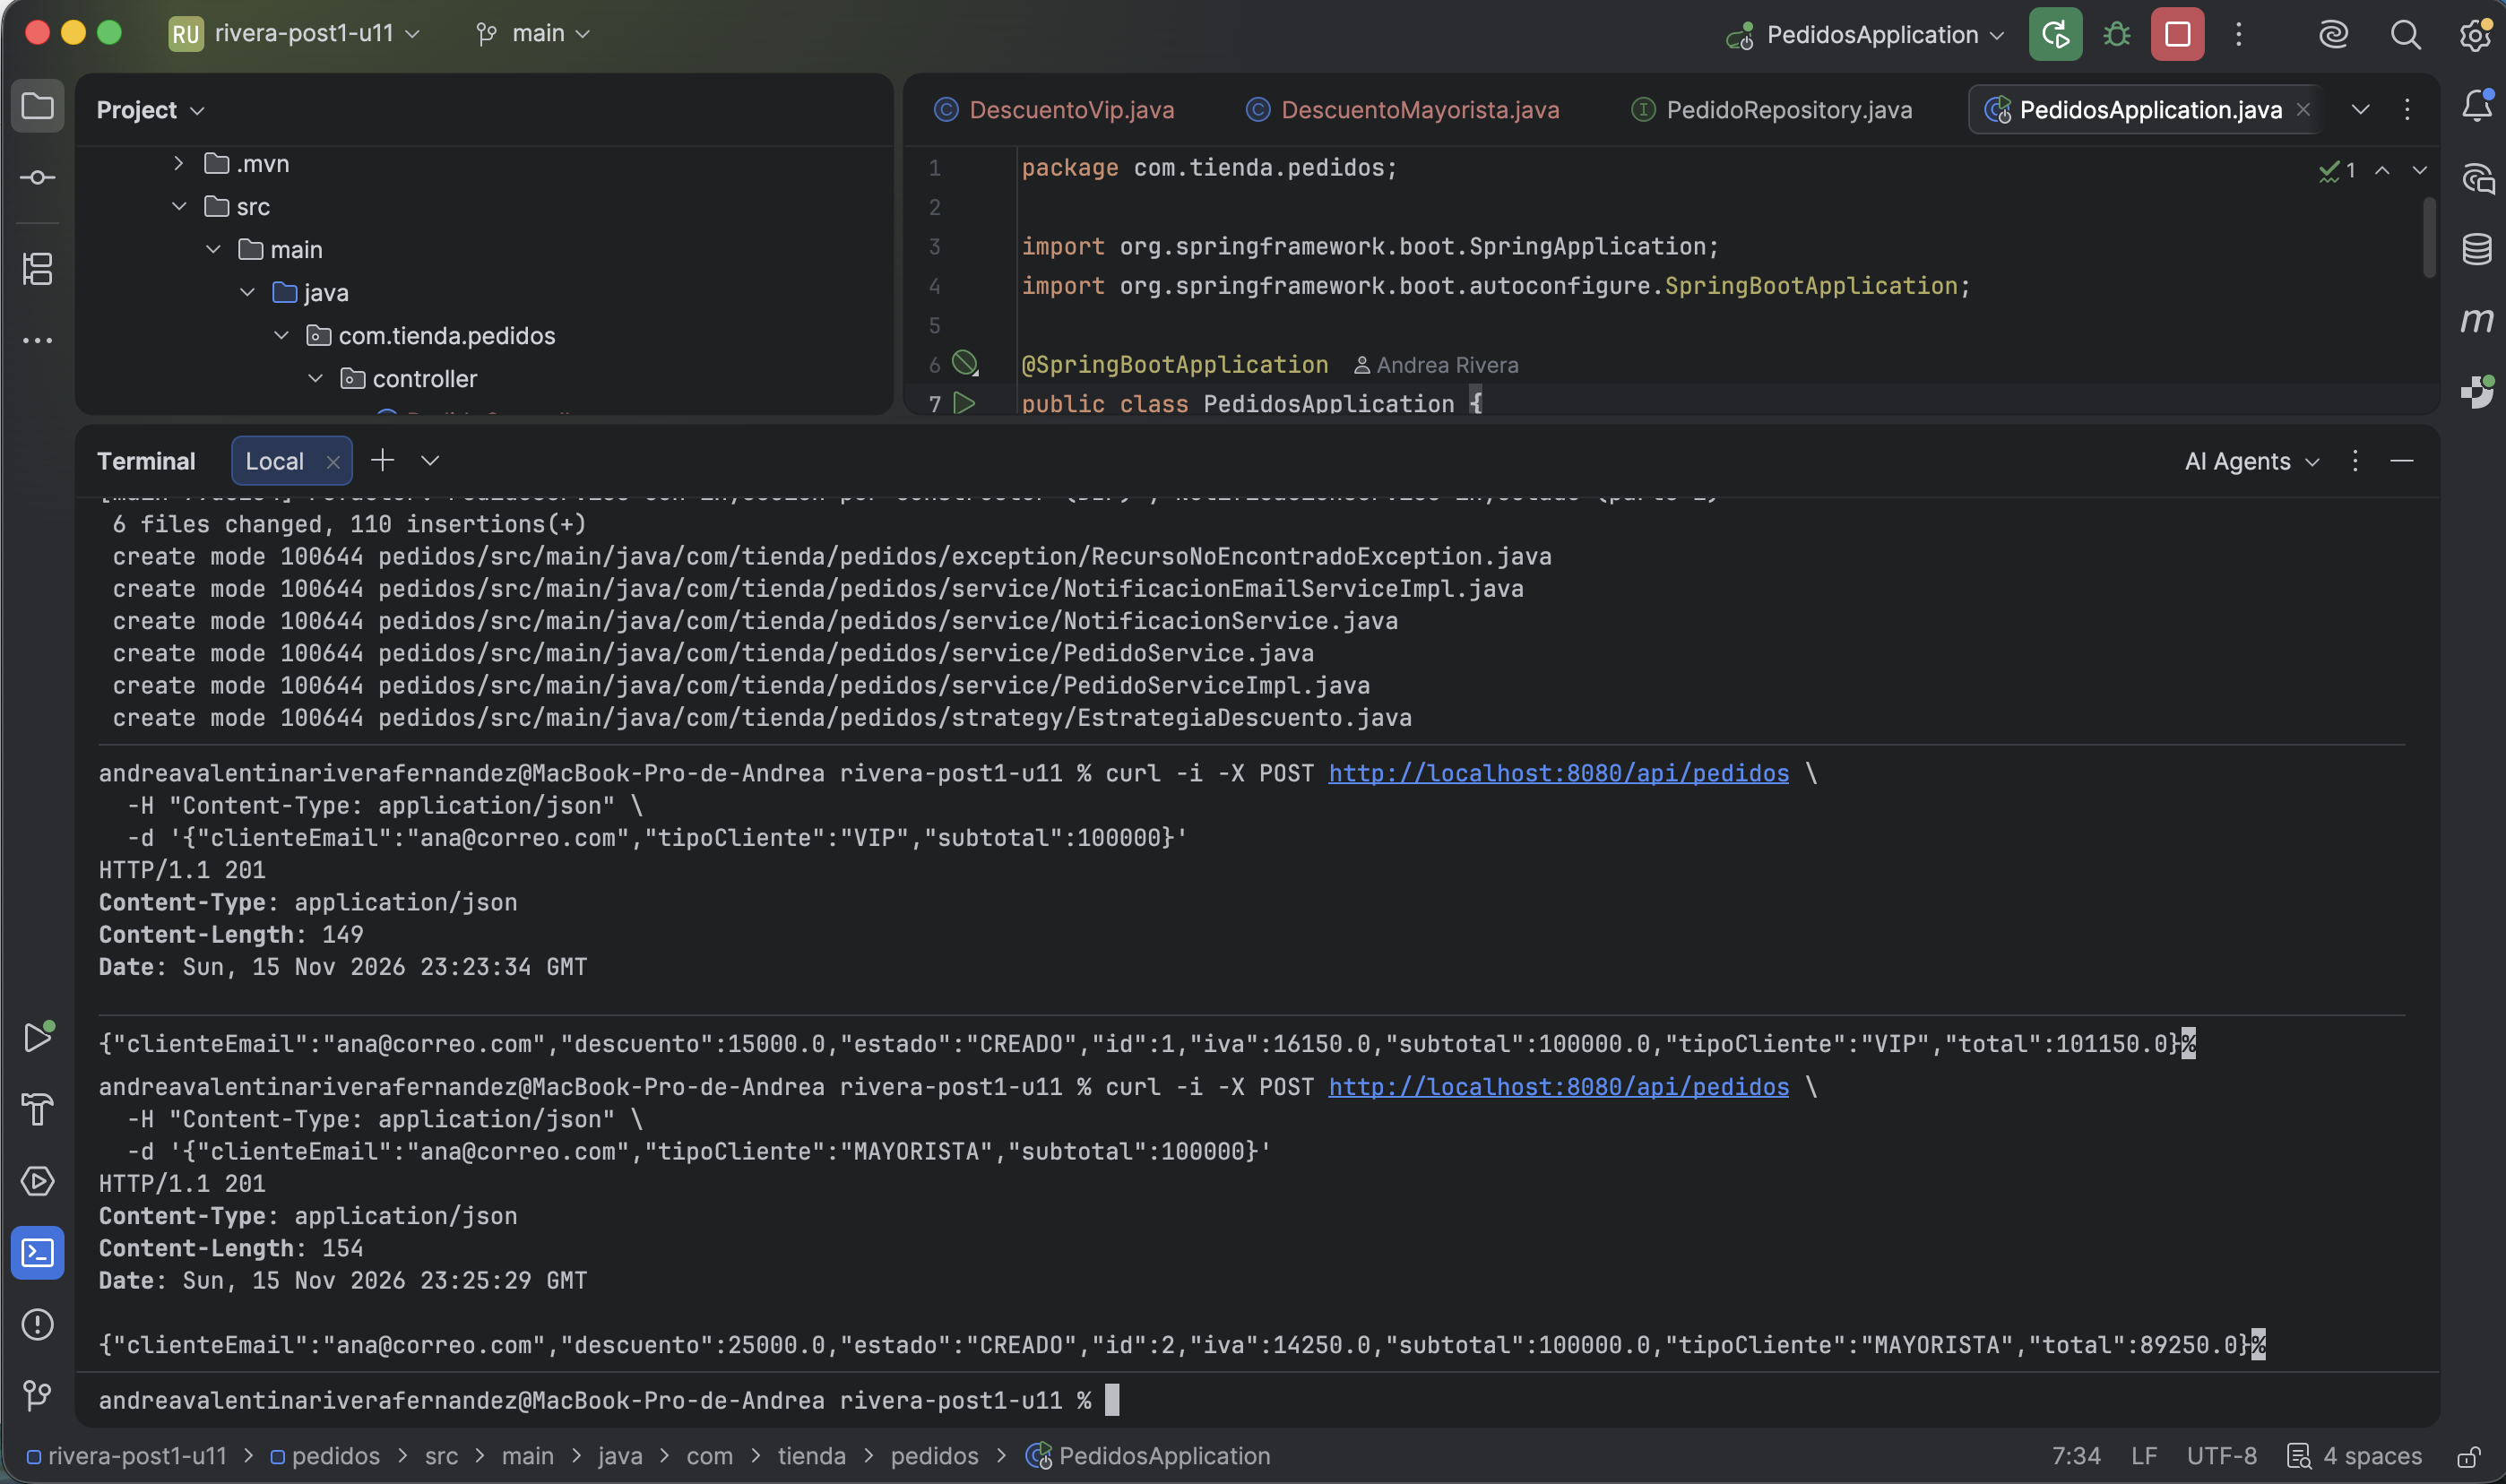 RU rivera-post1-u11 main PedidosApplication
Project
.mvn
src
main
java
com.tienda.pedidos
controller
DescuentoVip.java DescuentoMayorista.java PedidoRepository.java PedidosApplication.java
1 package com.tienda.pedidos;
2
3 import org.springframework.boot.SpringApplication;
4 import org.springframework.boot.autoconfigure.SpringBootApplication;
5
6 @SpringBootApplication Andrea Rivera
7 public class PedidosApplication {
1
m
Terminal Local AI Agents
6 files changed, 110 insertions(+)
create mode 100644 pedidos/src/main/java/com/tienda/pedidos/exception/RecursoNoEncontradoException.java
create mode 100644 pedidos/src/main/java/com/tienda/pedidos/service/NotificacionEmailServiceImpl.java
create mode 100644 pedidos/src/main/java/com/tienda/pedidos/service/NotificacionService.java
create mode 100644 pedidos/src/main/java/com/tienda/pedidos/service/PedidoService.java
create mode 100644 pedidos/src/main/java/com/tienda/pedidos/service/PedidoServiceImpl.java
create mode 100644 pedidos/src/main/java/com/tienda/pedidos/strategy/EstrategiaDescuento.java
andreavalentinariverafernandez@MacBook-Pro-de-Andrea rivera-post1-u11 % curl -i -X POST http://localhost:8080/api/pedidos \
-H "Content-Type: application/json" \
-d '{"clienteEmail":"ana@correo.com","tipoCliente":"VIP","subtotal":100000}'
HTTP/1.1 201
Content-Type: application/json
Content-Length: 149
Date: Sun, 15 Nov 2026 23:23:34 GMT
{"clienteEmail":"ana@correo.com","descuento":15000.0,"estado":"CREADO","id":1,"iva":16150.0,"subtotal":100000.0,"tipoCliente":"VIP","total":101150.0}%
andreavalentinariverafernandez@MacBook-Pro-de-Andrea rivera-post1-u11 % curl -i -X POST http://localhost:8080/api/pedidos \
-H "Content-Type: application/json" \
-d '{"clienteEmail":"ana@correo.com","tipoCliente":"MAYORISTA","subtotal":100000}'
HTTP/1.1 201
Content-Type: application/json
Content-Length: 154
Date: Sun, 15 Nov 2026 23:25:29 GMT
{"clienteEmail":"ana@correo.com","descuento":25000.0,"estado":"CREADO","id":2,"iva":14250.0,"subtotal":100000.0,"tipoCliente":"MAYORISTA","total":89250.0}%
andreavalentinariverafernandez@MacBook-Pro-de-Andrea rivera-post1-u11 %
rivera-post1-u11 > pedidos > src > main > java > com > tienda > pedidos > PedidosApplication 7:34 LF UTF-8 4 spaces